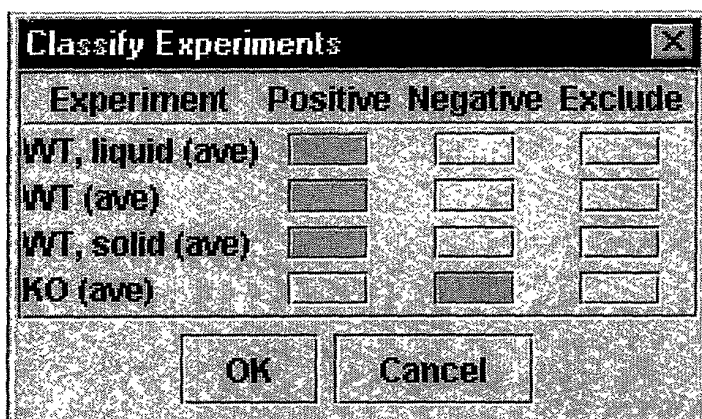 Classify Experiments
Experiment Positive Negative Exclude
WT, liquid (ave)
WT (ave)
WT, solid (ave)
KO (ave)
OK Cancel